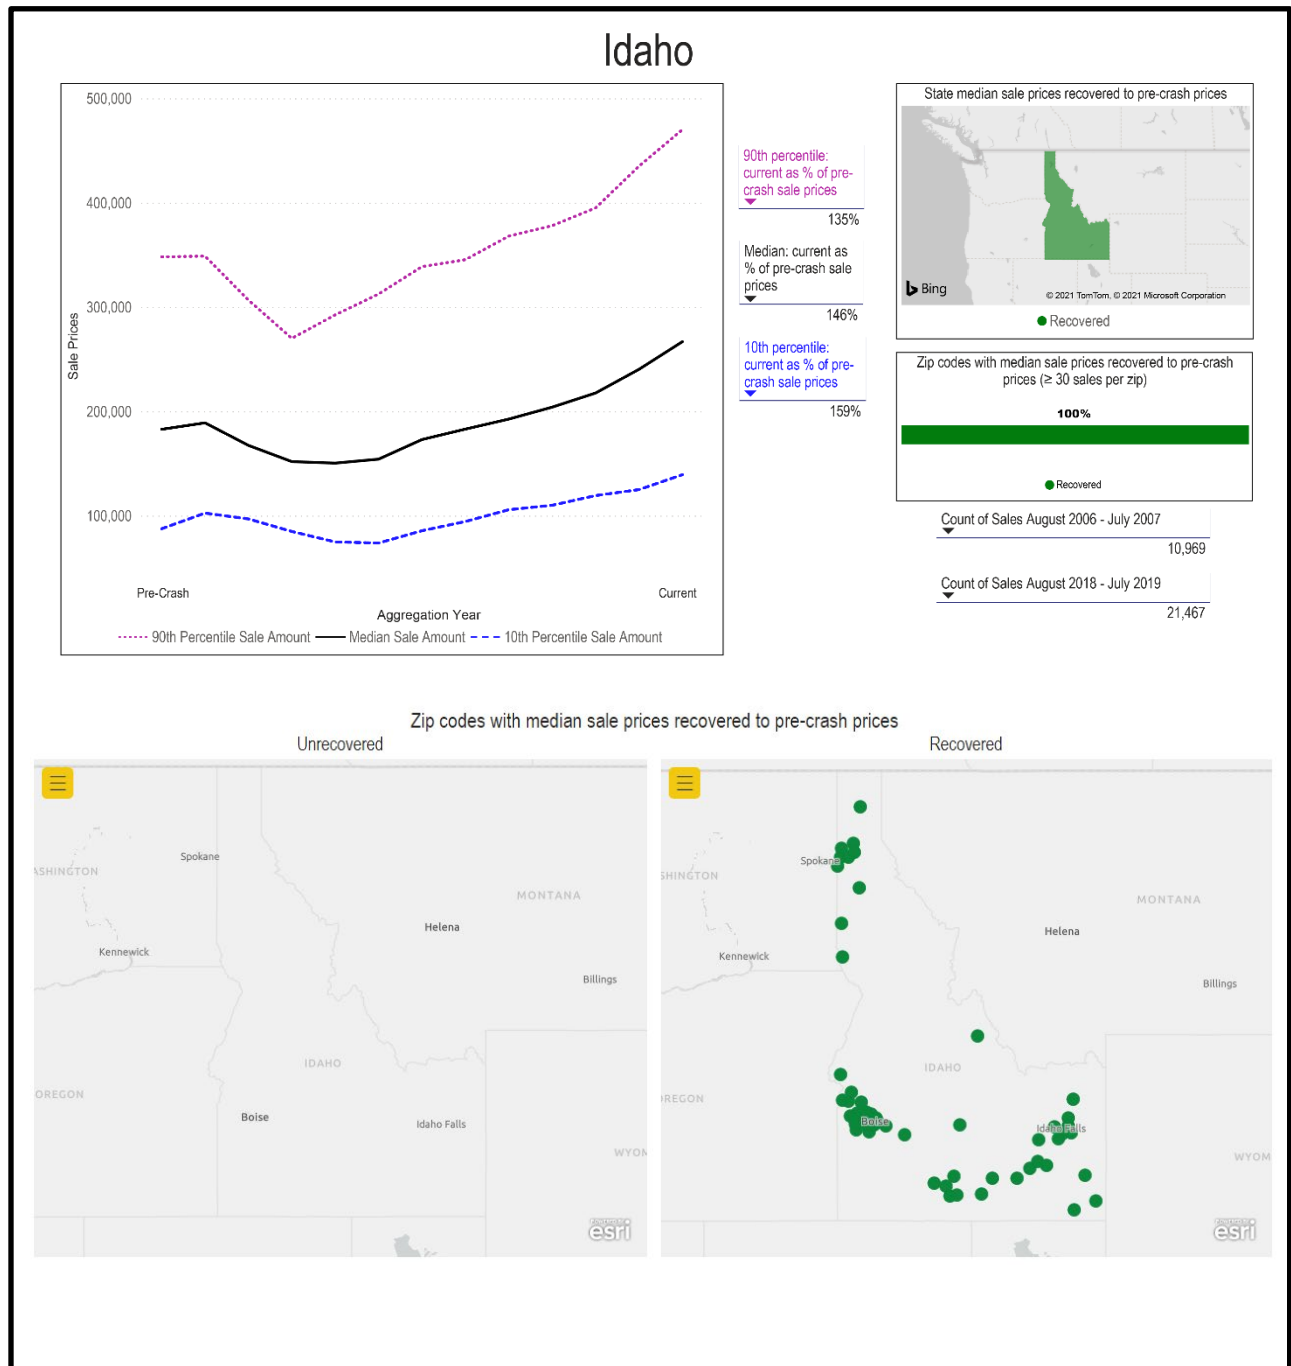 Idaho
500,000
400,000
300,000
200,000
100,000
Sale Prices
Pre-Crash
Current
Aggregation Year
90th Percentile Sale Amount
Median Sale Amount
10th Percentile Sale Amount
90th percentile:
current as % of pre-
crash sale prices
135%
Median: current as
% of pre-crash sale
prices
146%
10th percentile:
current as % of pre-
crash sale prices
159%
State median sale prices recovered to pre-crash prices
Bing
© 2021 TomTom, © 2021 Microsoft Corporation
Recovered
Zip codes with median sale prices recovered to pre-crash
prices (≥ 30 sales per zip)
100%
Recovered
Count of Sales August 2006 - July 2007
10,969
Count of Sales August 2018 - July 2019
21,467
Zip codes with median sale prices recovered to pre-crash prices
Unrecovered
Spokane
ASHINGTON
MONTANA
Helena
Kennewick
Billings
IDAHO
OREGON
Boise
Idaho Falls
WYOM
esri
Recovered
Spokane
SHINGTON
MONTANA
Helena
Kennewick
Billings
IDAHO
REGON
Boise
Idaho Falls
WYOM
esri